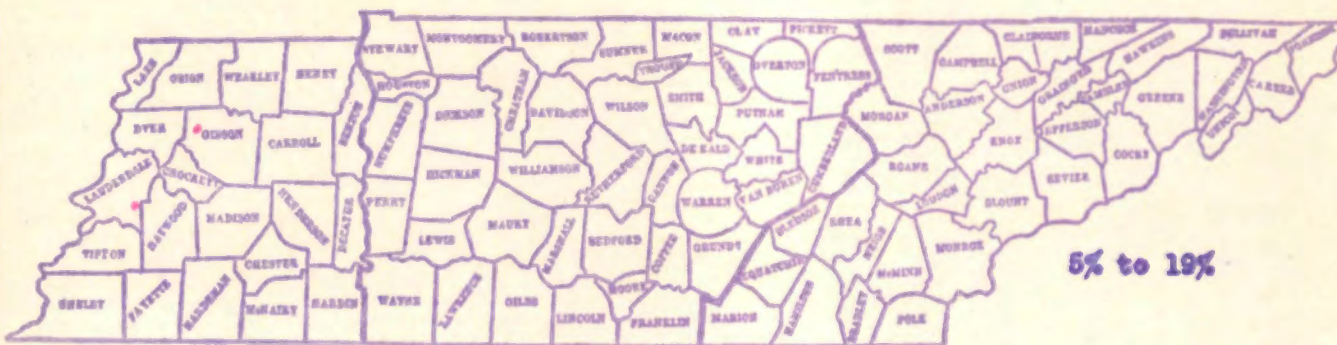 STEWART MONTGOMERY ROBERTSON SUMNER MACON CLAY PICKETT SCOTT CLAIBORNE HANCOCK HAWKINS SULLIVAN JOHNSON
LAKE OBION WEAKLEY HENRY HOUSTON CHEATHAM TROUSDALE JACKSON OVERTON FENTRESS CAMPBELL UNION GRAINGER HAMBLEN GREENE WASHINGTON CARTER UNICOI
DYER GIBSON CARROLL BENTON HUMPHREYS DICKSON DAVIDSON WILSON SMITH PUTNAM MORGAN ANDERSON KNOX JEFFERSON COCKE
LAUDERDALE CROCKETT HICKMAN WILLIAMSON RUTHERFORD CANNON DE KALB WHITE CUMBERLAND ROANE LOUDON SEVIER
TIPTON HAYWOOD MADISON HENDERSON DECATUR PERRY LEWIS MAURY MARSHALL BEDFORD COFFEE WARREN VAN BUREN GRUNDY BLEDSOE RHEA MEIGS McMINN MONROE BLOUNT
5% to 19%
SHELBY FAYETTE HARDEMAN CHESTER McNAIRY HARDIN WAYNE LAWRENCE GILES LINCOLN MOORE FRANKLIN MARION SEQUATCHIE HAMILTON BRADLEY POLK